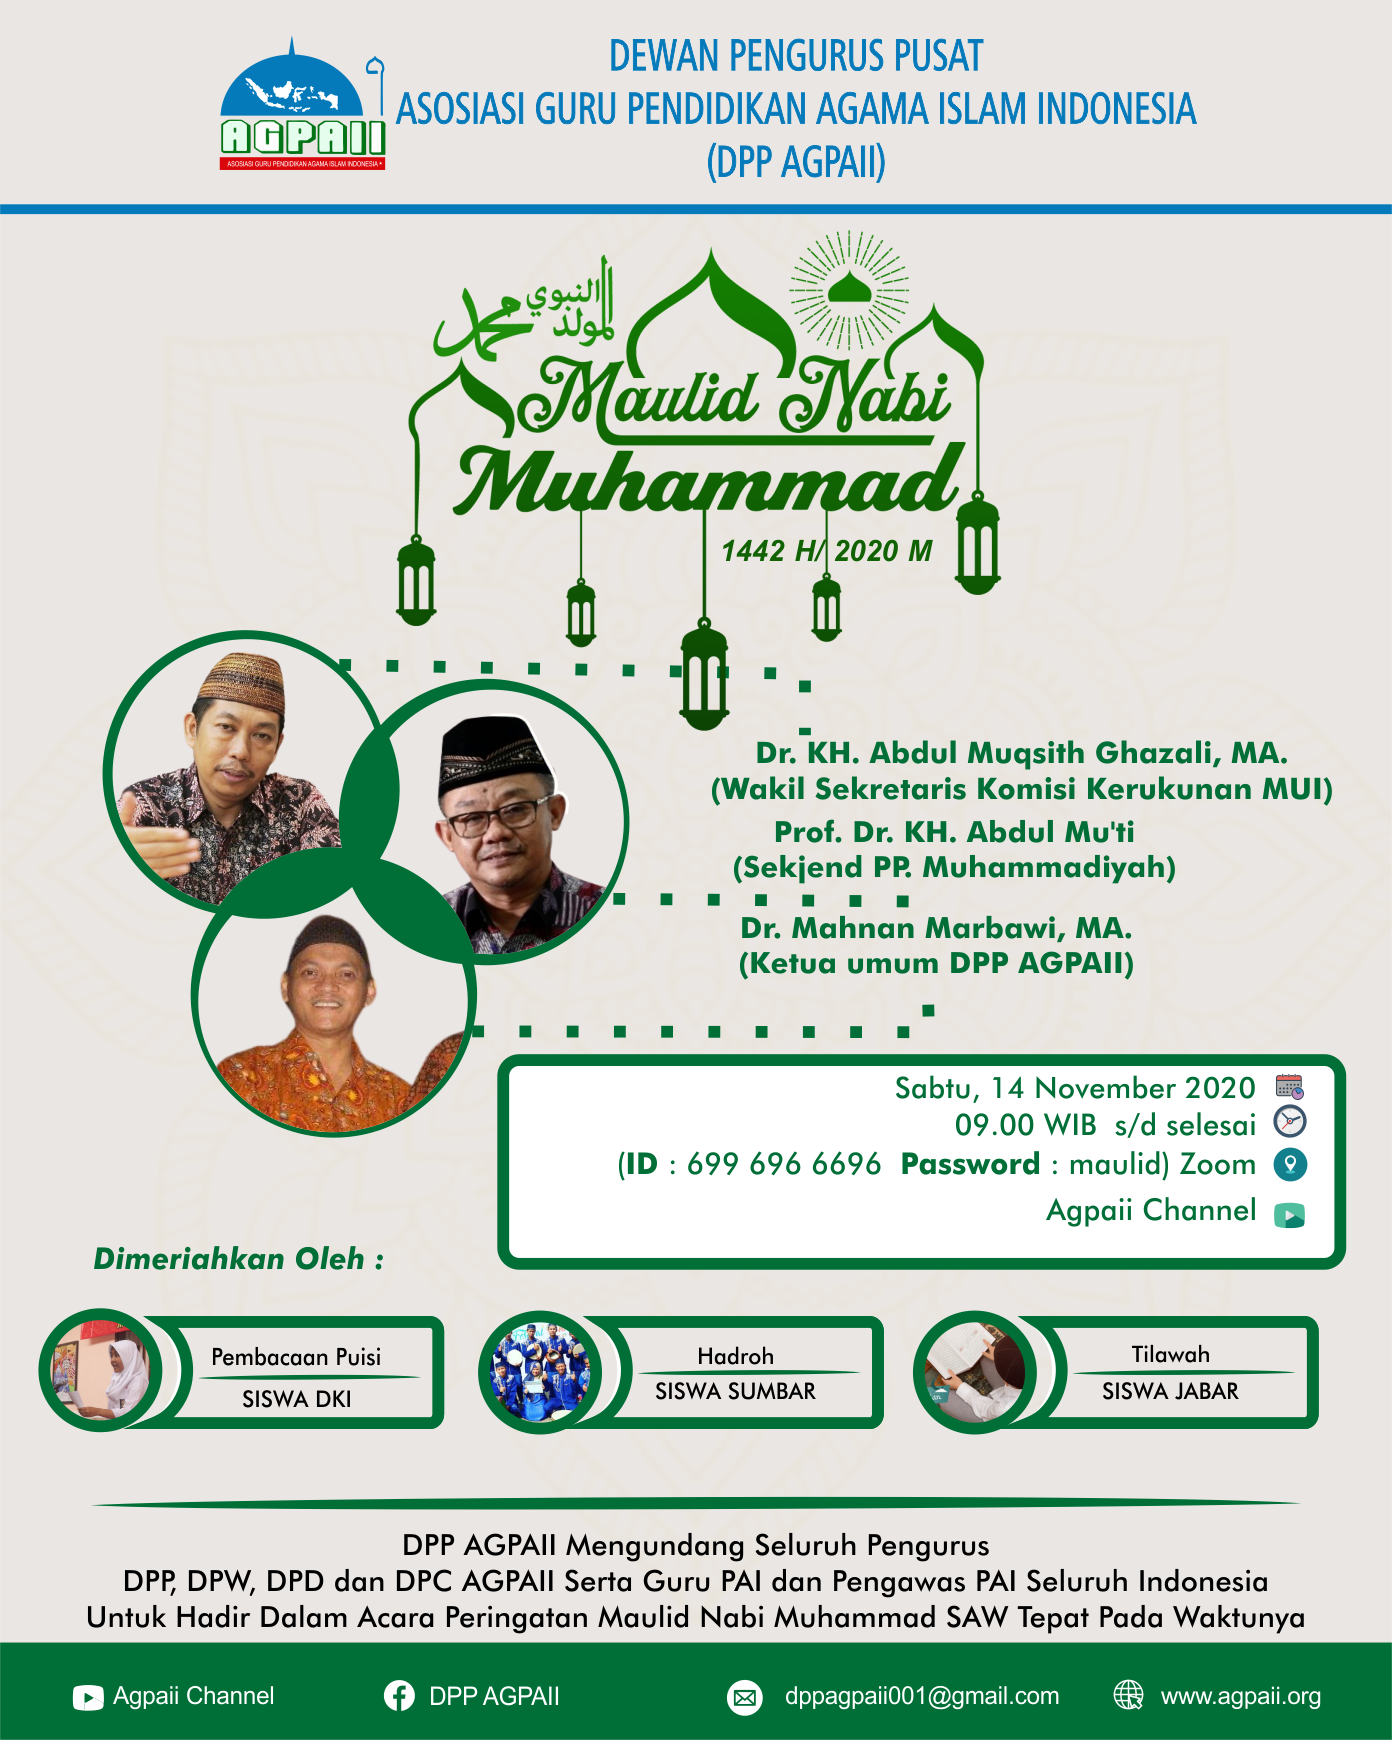 DEWAN PENGURUS PUSAT
ASOSIASI GURU PENDIDIKAN AGAMA ISLAM INDONESIA
(DPP AGPAII)
AGPAII
ASOSIASI GURU PENDIDIKAN AGAMA ISLAM INDONESIA
المولد النبوي
محمد
Maulid Nabi
Muhammad
1442 H/ 2020 M
Dr. KH. Abdul Muqsith Ghazali, MA.
(Wakil Sekretaris Komisi Kerukunan MUI)
Prof. Dr. KH. Abdul Mu'ti
(Sekjend PP. Muhammadiyah)
Dr. Mahnan Marbawi, MA.
(Ketua umum DPP AGPAII)
Sabtu, 14 November 2020
09.00 WIB s/d selesai
(ID : 699 696 6696 Password : maulid) Zoom
Agpaii Channel
Dimeriahkan Oleh :
Pembacaan Puisi
SISWA DKI
Hadroh
SISWA SUMBAR
Tilawah
SISWA JABAR
DPP AGPAII Mengundang Seluruh Pengurus
DPP, DPW, DPD dan DPC AGPAII Serta Guru PAI dan Pengawas PAI Seluruh Indonesia
Untuk Hadir Dalam Acara Peringatan Maulid Nabi Muhammad SAW Tepat Pada Waktunya
Agpaii Channel
DPP AGPAII
dppagpaii001@gmail.com
www.agpaii.org